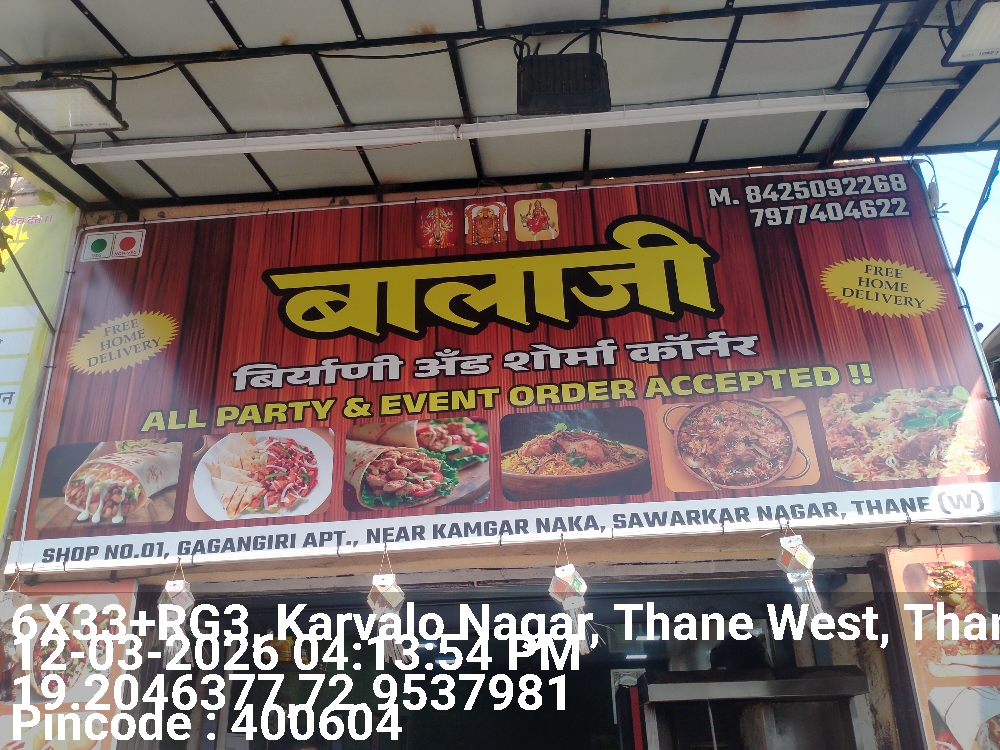 M. 8425092268
7977404622
बालाजी
FREE
HOME
DELIVERY
FREE
HOME
DELIVERY
बिर्याणी अँड शोर्मा कॉर्नर
ALL PARTY & EVENT ORDER ACCEPTED !!
SHOP NO.01, GAGANGIRI APT., NEAR KAMGAR NAKA, SAWARKAR NAGAR, THANE (W)
6X33+RG3, Karvalo Nagar, Thane West, Than
12-03-2026 04:13:54 PM
19.2046377,72.9537981
Pincode : 400604